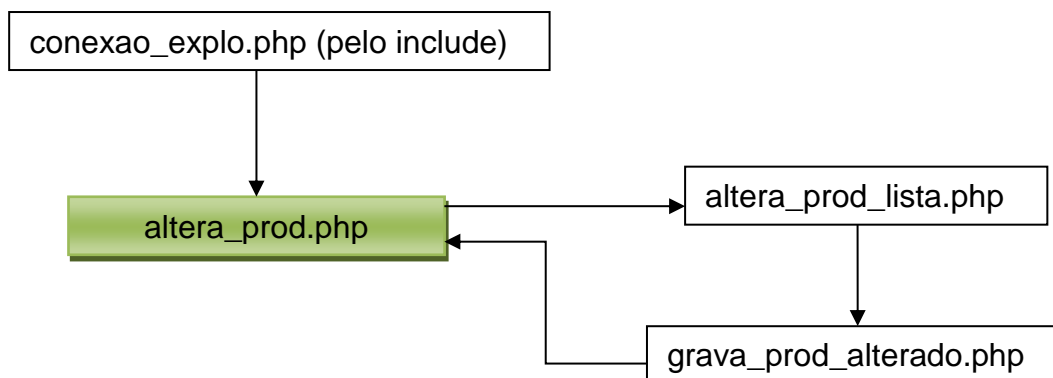 conexao_explo.php (pelo include)
altera_prod.php
altera_prod_lista.php
grava_prod_alterado.php